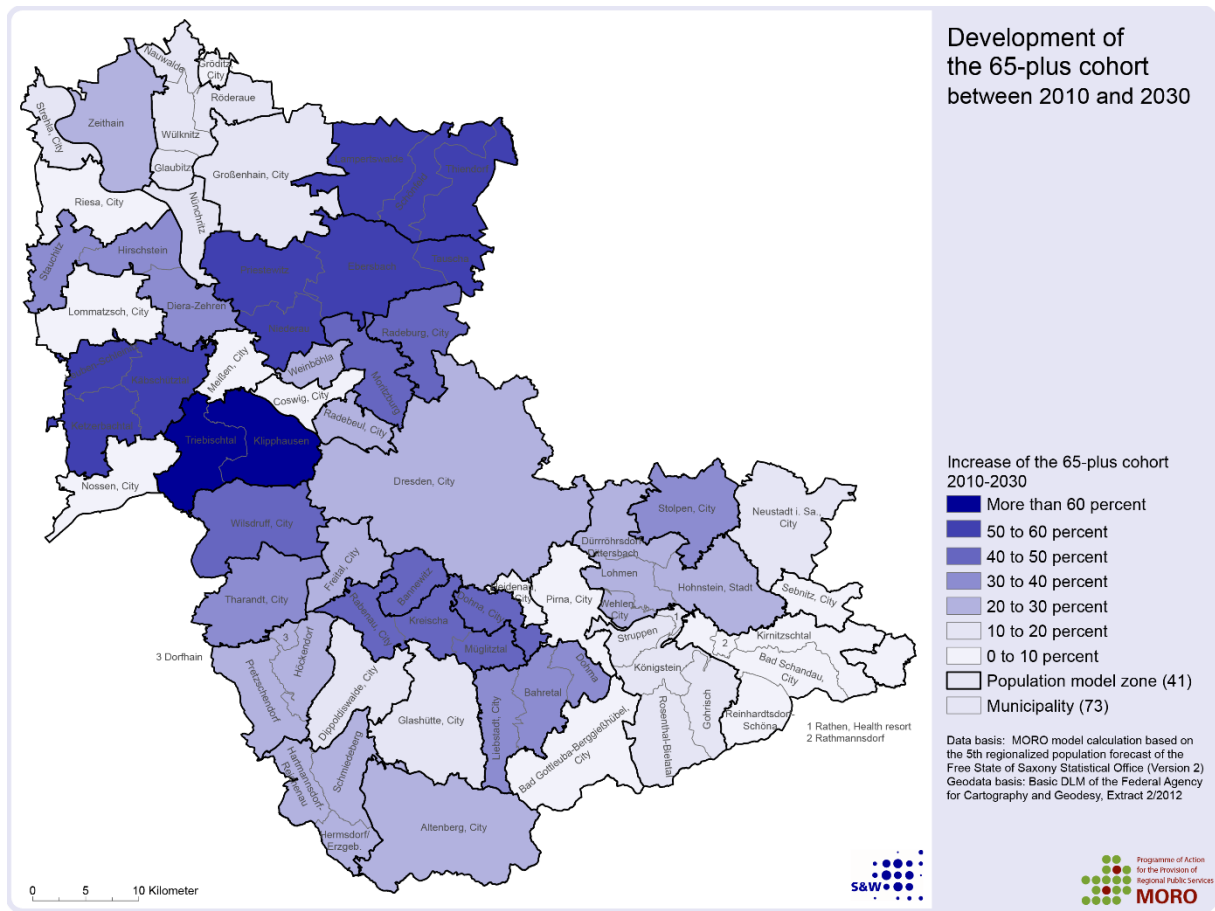 Development of
the 65-plus cohort
between 2010 and 2030
Nauwalde
Gröditz,
City
Röderaue
Strehla, City
Zeithain
Wülknitz
Glaubitz
Großenhain, City
Riesa, City
Nünchritz
Stauchitz
Hirschstein
Diera-Zehren
Lommatzsch, City
Radeburg, City
Weinböhla
Moritzburg
Meißen, City
Coswig, City
Radebeul, City
Triebischtal
Klipphausen
Nossen, City
Dresden, City
Wilsdruff, City
Stolpen, City
Neustadt i. Sa.,
City
Dürrröhrsdorf-
Dittersbach
Lohmen
Hohnstein, Stadt
Sebnitz, City
Wehlen,
City
Freital, City
Tharandt, City
Bannewitz
Rabenau, City
Kreischa
Dohna, City
Heidenau,
City
Pirna, City
Müglitztal
Struppen
1
2
Kirnitzschtal
Bad Schandau,
City
Königstein
Gohrisch
Rosenthal-Bielatal
Reinhardtsdorf-
Schöna
3 Dorfhain
3
Höckendorf
Pretzschendorf
Dippoldiswalde, City
Glashütte, City
Dohma
Bahretal
Liebstadt, City
Bad Gottleuba-Berggießhübel,
City
Hartmannsdorf-
Reichenau
Schmiedeberg
Hermsdorf/
Erzgeb.
Altenberg, City
1 Rathen, Health resort
2 Rathmannsdorf
Increase of the 65-plus cohort
2010-2030
More than 60 percent
50 to 60 percent
40 to 50 percent
30 to 40 percent
20 to 30 percent
10 to 20 percent
0 to 10 percent
Population model zone (41)
Municipality (73)
Data basis: MORO model calculation based on
the 5th regionalized population forecast of the
Free State of Saxony Statistical Office (Version 2)
Geodata basis: Basic DLM of the Federal Agency
for Cartography and Geodesy, Extract 2/2012
0 5 10 Kilometer
S&W
Programme of Action
for the Provision of
Regional Public Services
MORO